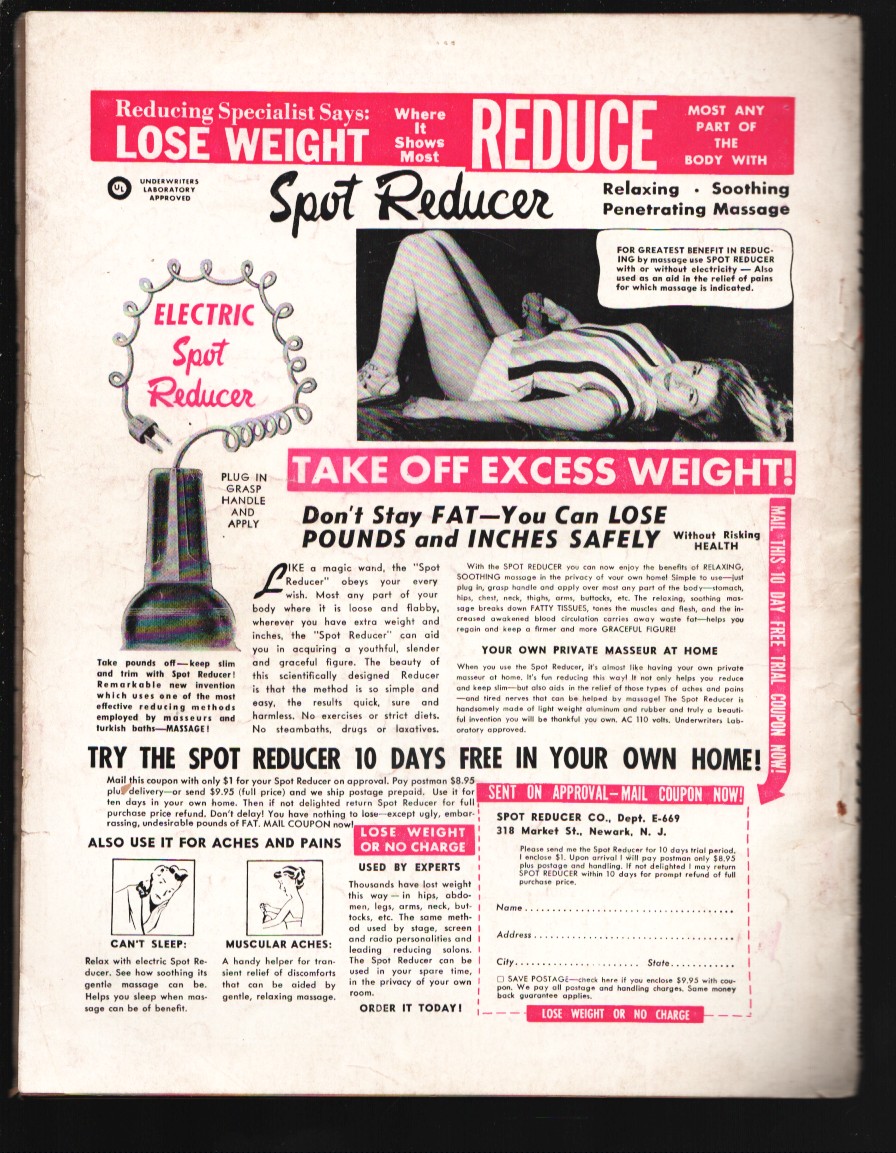 Reducing Specialist Says:
LOSE WEIGHT
Where
It
Shows
Most
REDUCE
MOST ANY
PART OF
THE
BODY WITH
UL
UNDERWRITERS
LABORATORY
APPROVED
Spot Reducer
Relaxing • Soothing
Penetrating Massage
FOR GREATEST BENEFIT IN REDUC-
ING by massage use SPOT REDUCER
with or without electricity — Also
used as an aid in the relief of pains
for which massage is indicated.
ELECTRIC
Spot
Reducer
PLUG IN
GRASP
HANDLE
AND
APPLY
TAKE OFF EXCESS WEIGHT!
Don't Stay FAT—You Can LOSE
POUNDS and INCHES SAFELY
Without Risking
HEALTH
MAIL THIS 10 DAY FREE TRIAL COUPON NOW!
LIKE a magic wand, the "Spot
Reducer" obeys your every
wish. Most any part of your
body where it is loose and flabby,
wherever you have extra weight and
inches, the "Spot Reducer" can aid
you in acquiring a youthful, slender
and graceful figure. The beauty of
this scientifically designed Reducer
is that the method is so simple and
easy, the results quick, sure and
harmless. No exercises or strict diets.
No steambaths, drugs or laxatives.
With the SPOT REDUCER you can now enjoy the benefits of RELAXING,
SOOTHING massage in the privacy of your own home! Simple to use—just
plug in, grasp handle and apply over most any part of the body—stomach,
hips, chest, neck, thighs, arms, buttocks, etc. The relaxing, soothing mas-
sage breaks down FATTY TISSUES, tones the muscles and flesh, and the in-
creased awakened blood circulation carries away waste fat—helps you
regain and keep a firmer and more GRACEFUL FIGURE!
YOUR OWN PRIVATE MASSEUR AT HOME
When you use the Spot Reducer, it's almost like having your own private
masseur at home. It's fun reducing this way! It not only helps you reduce
and keep slim—but also aids in the relief of those types of aches and pains
—and tired nerves that can be helped by massage! The Spot Reducer is
handsomely made of light weight aluminum and rubber and truly a beauti-
ful invention you will be thankful you own. AC 110 volts. Underwriters Lab-
oratory approved.
Take pounds off—keep slim
and trim with Spot Reducer!
Remarkable new invention
which uses one of the most
effective reducing methods
employed by masseurs and
turkish baths—MASSAGE!
TRY THE SPOT REDUCER 10 DAYS FREE IN YOUR OWN HOME!
Mail this coupon with only $1 for your Spot Reducer on approval. Pay postman $8.95
plus delivery—or send $9.95 (full price) and we ship postage prepaid. Use it for
ten days in your own home. Then if not delighted return Spot Reducer for full
purchase price refund. Don't delay! You have nothing to lose—except ugly, embar-
rassing, undesirable pounds of FAT. MAIL COUPON now!
ALSO USE IT FOR ACHES AND PAINS
CAN'T SLEEP:
Relax with electric Spot Re-
ducer. See how soothing its
gentle massage can be.
Helps you sleep when mas-
sage can be of benefit.
MUSCULAR ACHES:
A handy helper for tran-
sient relief of discomforts
that can be aided by
gentle, relaxing massage.
LOSE WEIGHT
OR NO CHARGE
USED BY EXPERTS
Thousands have lost weight
this way—in hips, abdo-
men, legs, arms, neck, but-
tocks, etc. The same meth-
od used by stage, screen
and radio personalities and
leading reducing salons.
The Spot Reducer can be
used in your spare time,
in the privacy of your own
room.
ORDER IT TODAY!
SENT ON APPROVAL—MAIL COUPON NOW!
SPOT REDUCER CO., Dept. E-669
318 Market St., Newark, N. J.
Please send me the Spot Reducer for 10 days trial period.
I enclose $1. Upon arrival I will pay postman only $8.95
plus postage and handling. If not delighted I may return
SPOT REDUCER within 10 days for prompt refund of full
purchase price.
Name
Address
City State
☐ SAVE POSTAGE—check here if you enclose $9.95 with cou-
pon. We pay all postage and handling charges. Same money
back guarantee applies.
LOSE WEIGHT OR NO CHARGE